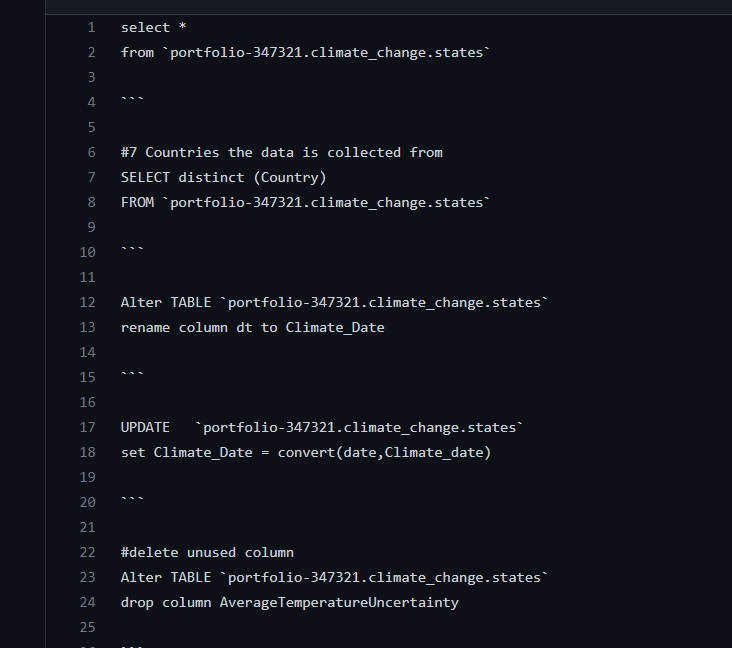 1 select *
2 from `portfolio-347321.climate_change.states`
3
4 ```
5
6 #7 Countries the data is collected from
7 SELECT distinct (Country)
8 FROM `portfolio-347321.climate_change.states`
9
10 ```
11
12 Alter TABLE `portfolio-347321.climate_change.states`
13 rename column dt to Climate_Date
14
15 ```
16
17 UPDATE   `portfolio-347321.climate_change.states`
18 set Climate_Date = convert(date,Climate_date)
19
20 ```
21
22 #delete unused column
23 Alter TABLE `portfolio-347321.climate_change.states`
24 drop column AverageTemperatureUncertainty
25